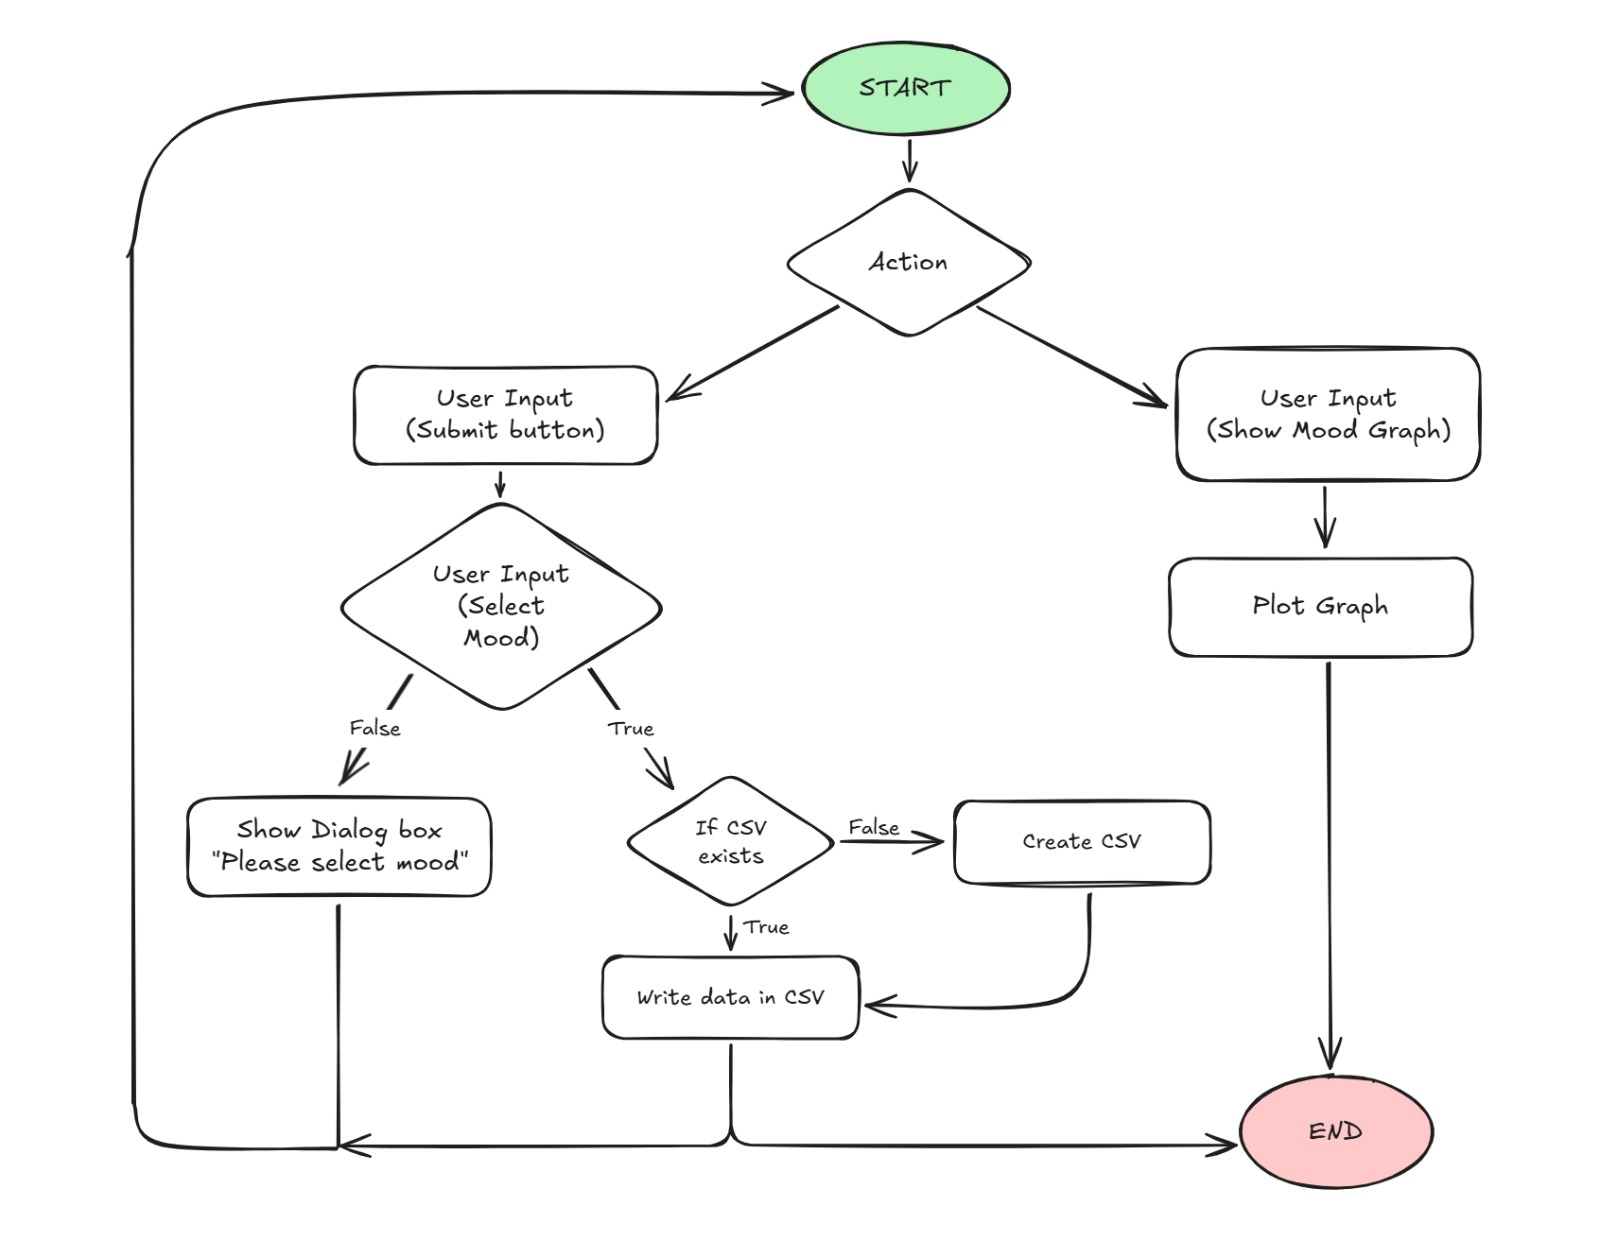 START
Action
User Input
(Submit button)
User Input
(Show Mood Graph)
User Input
(Select
Mood)
Plot Graph
False
True
Show Dialog box
"Please select mood"
If CSV
exists
False
Create CSV
True
Write data in CSV
END